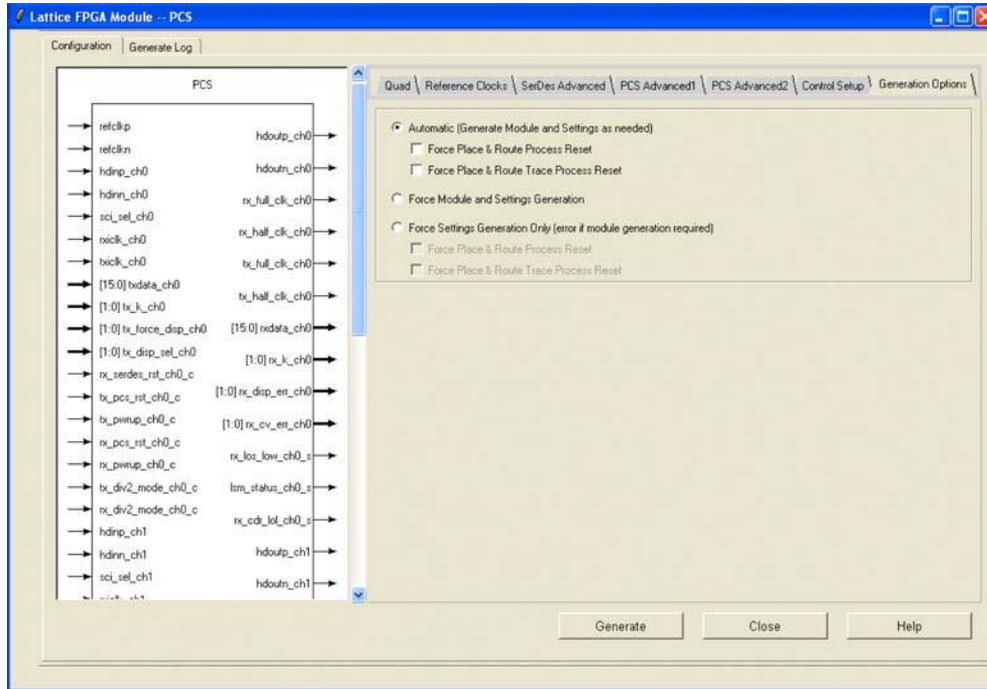 Lattice FPGA Module -- PCS
Configuration
Generate Log
PCS
refclkp
refclkn
hdinp_ch0
hdinn_ch0
sci_sel_ch0
rxiclk_ch0
txiclk_ch0
[15:0] txdata_ch0
[1:0] tx_k_ch0
[1:0] tx_force_disp_ch0
[1:0] tx_disp_sel_ch0
rx_serdes_rst_ch0_c
tx_pcs_rst_ch0_c
tx_pwrup_ch0_c
rx_pcs_rst_ch0_c
rx_pwrup_ch0_c
tx_div2_mode_ch0_c
rx_div2_mode_ch0_c
hdinp_ch1
hdinn_ch1
sci_sel_ch1
hdoutp_ch0
hdoutn_ch0
rx_full_clk_ch0
rx_half_clk_ch0
tx_full_clk_ch0
tx_half_clk_ch0
[15:0] rxdata_ch0
[1:0] rx_k_ch0
[1:0] rx_disp_err_ch0
[1:0] rx_cv_err_ch0
rx_los_low_ch0_s
lsm_status_ch0_s
rx_cdr_lol_ch0_s
hdoutp_ch1
hdoutn_ch1
Quad
Reference Clocks
SerDes Advanced
PCS Advanced1
PCS Advanced2
Control Setup
Generation Options
Automatic (Generate Module and Settings as needed)
Force Place & Route Process Reset
Force Place & Route Trace Process Reset
Force Module and Settings Generation
Force Settings Generation Only (error if module generation required)
Force Place & Route Process Reset
Force Place & Route Trace Process Reset
Generate
Close
Help